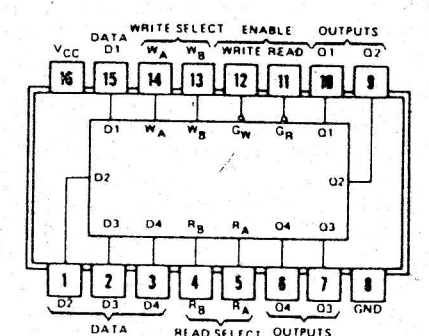 WRITE SELECT ENABLE OUTPUTS
VCC DATA D1 WA WB WRITE READ Q1 Q2
16 15 14 13 12 11 10 9
D1 WA WB GW GR Q1
D2 Q2
D3 D4 RB RA Q4 Q3
1 2 3 4 5 6 7 8
D2 D3 D4 RB RA Q4 Q3 GND
DATA READ SELECT OUTPUTS